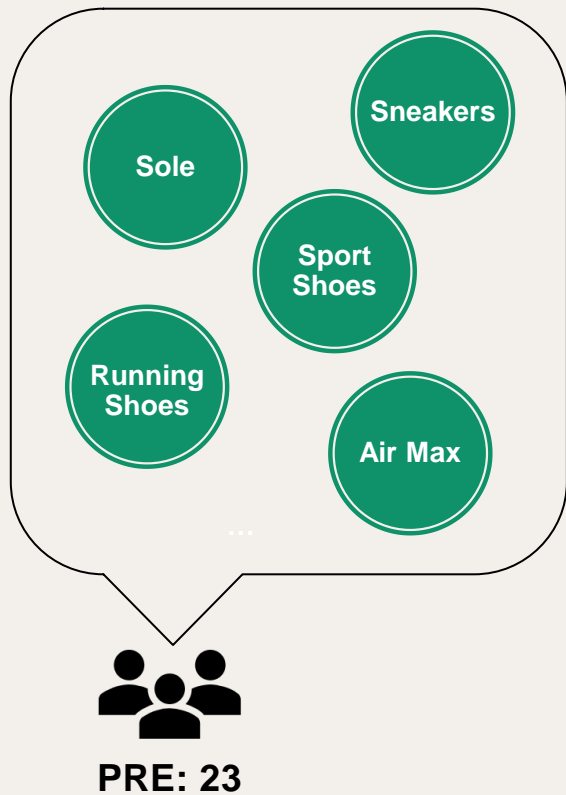 Sneakers
Sole
Sport
Shoes
Running
Shoes
Air Max
...
PRE: 23